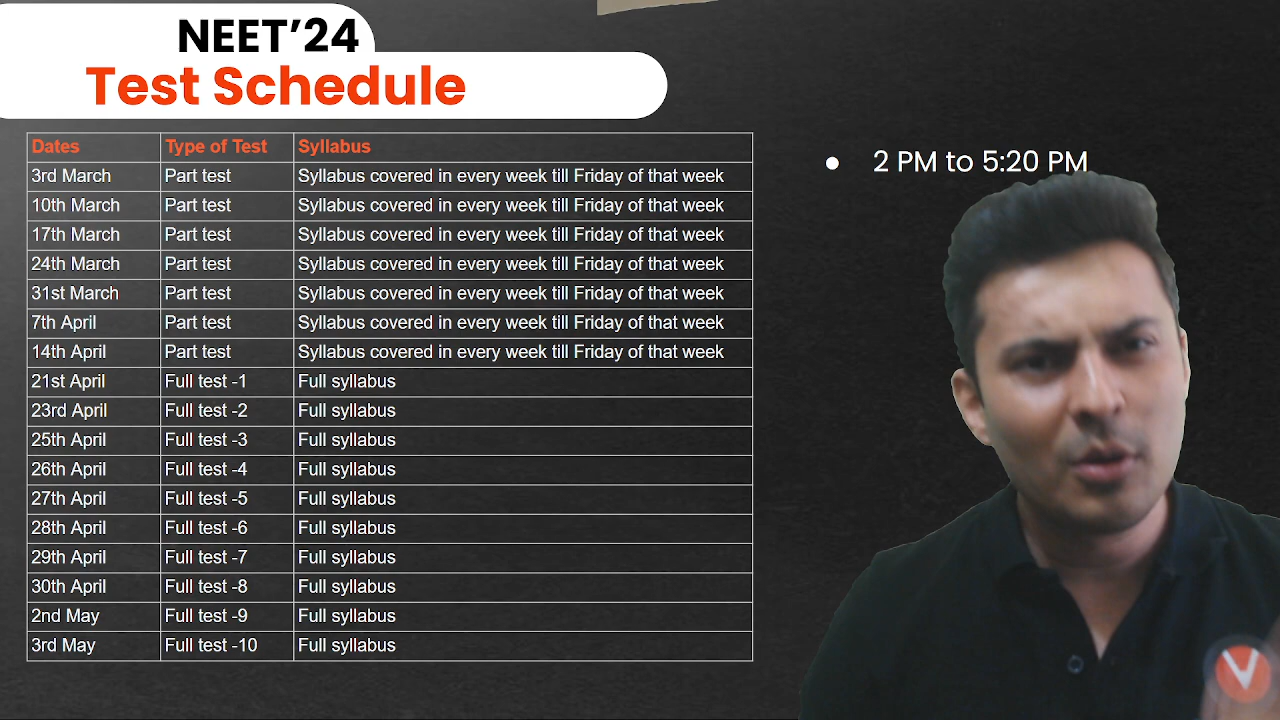 NEET’24
Test Schedule
Dates Type of Test Syllabus
3rd March Part test Syllabus covered in every week till Friday of that week
10th March Part test Syllabus covered in every week till Friday of that week
17th March Part test Syllabus covered in every week till Friday of that week
24th March Part test Syllabus covered in every week till Friday of that week
31st March Part test Syllabus covered in every week till Friday of that week
7th April Part test Syllabus covered in every week till Friday of that week
14th April Part test Syllabus covered in every week till Friday of that week
21st April Full test -1 Full syllabus
23rd April Full test -2 Full syllabus
25th April Full test -3 Full syllabus
26th April Full test -4 Full syllabus
27th April Full test -5 Full syllabus
28th April Full test -6 Full syllabus
29th April Full test -7 Full syllabus
30th April Full test -8 Full syllabus
2nd May Full test -9 Full syllabus
3rd May Full test -10 Full syllabus
● 2 PM to 5:20 PM
V